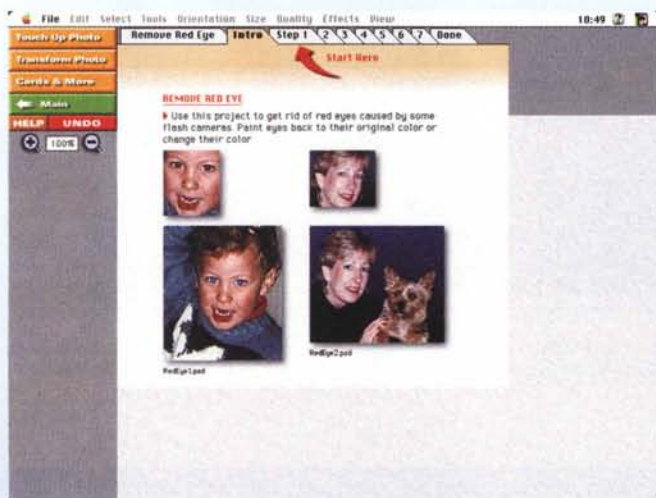 File Edit Select Tools Orientation Size Quality Effects View 10:49
Touch Up Photo
Transform Photo
Cards & More
Main
HELP UNDO
100%
Remove Red Eye Intro Step 1 2 3 4 5 6 7 Done
Start Here
REMOVE RED EYE
Use this project to get rid of red eyes caused by some
flash cameras. Paint eyes back to their original color or
change their color
RedEye1.psd
RedEye2.psd